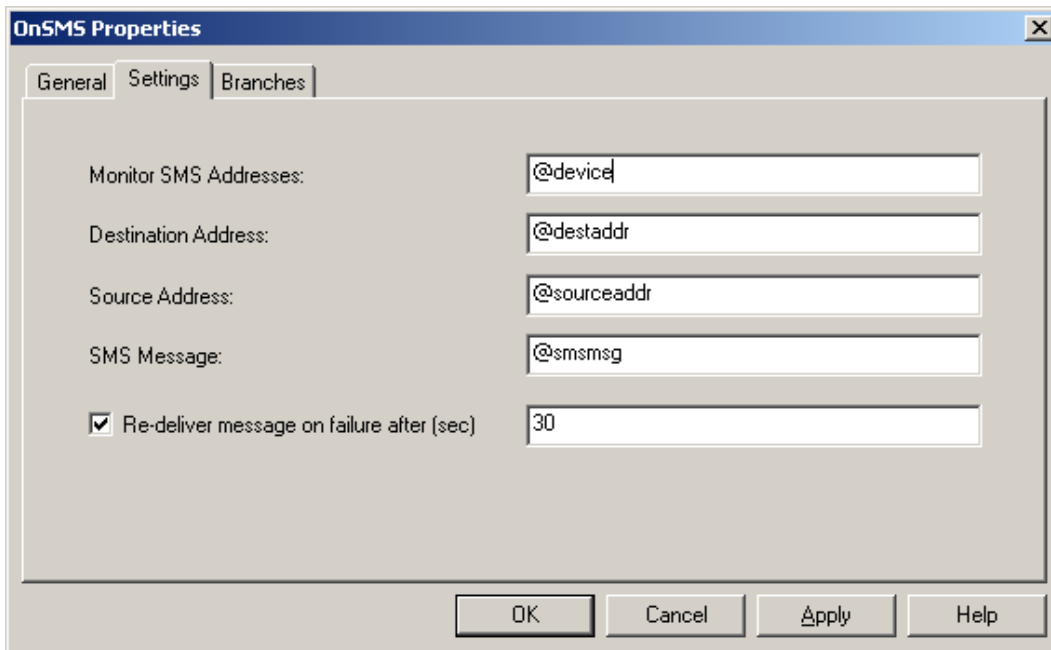 OnSMS Properties
General Settings Branches
Monitor SMS Addresses: @device
Destination Address: @destaddr
Source Address: @sourceaddr
SMS Message: @smsmsg
Re-deliver message on failure after (sec) 30
OK Cancel Apply Help